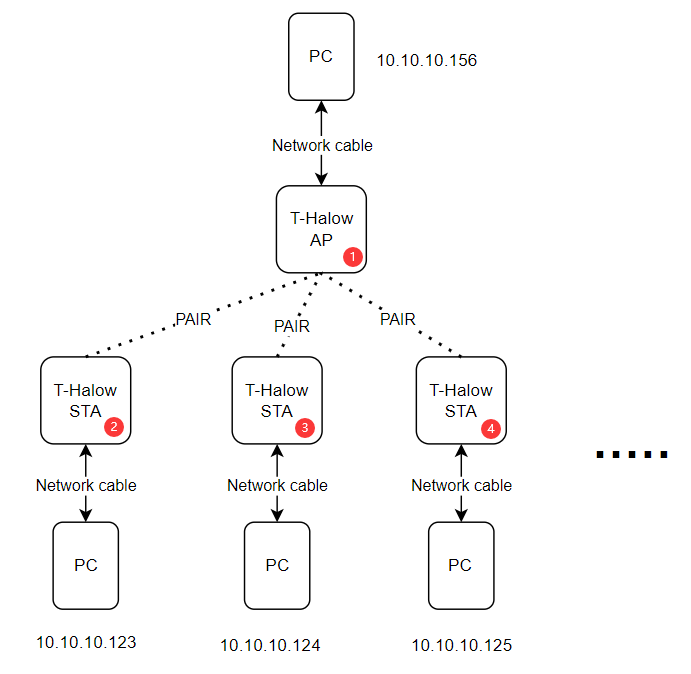 PC
10.10.10.156
Network cable
T-Halow
AP
1
PAIR
PAIR
PAIR
T-Halow
STA
2
T-Halow
STA
3
T-Halow
STA
4
Network cable
Network cable
Network cable
PC
PC
PC
10.10.10.123
10.10.10.124
10.10.10.125